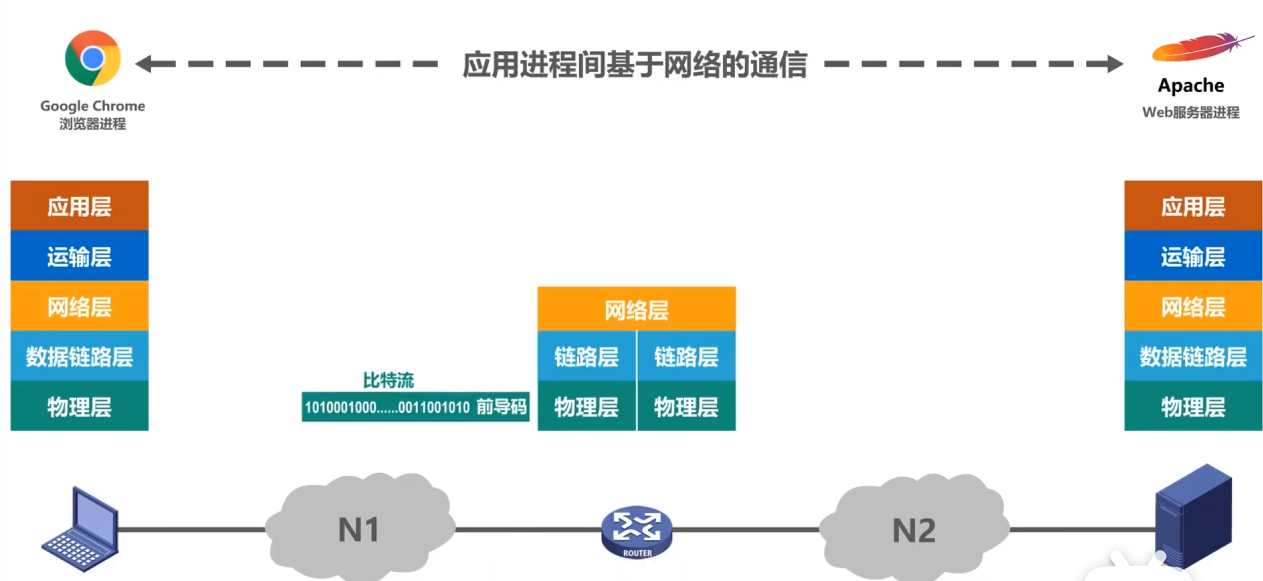 应用进程间基于网络的通信
Google Chrome
浏览器进程
Apache
Web服务器进程
应用层
运输层
网络层
数据链路层
物理层
比特流
1010001000......0011001010 前导码
网络层
链路层 链路层
物理层 物理层
应用层
运输层
网络层
数据链路层
物理层
N1
ROUTER
N2